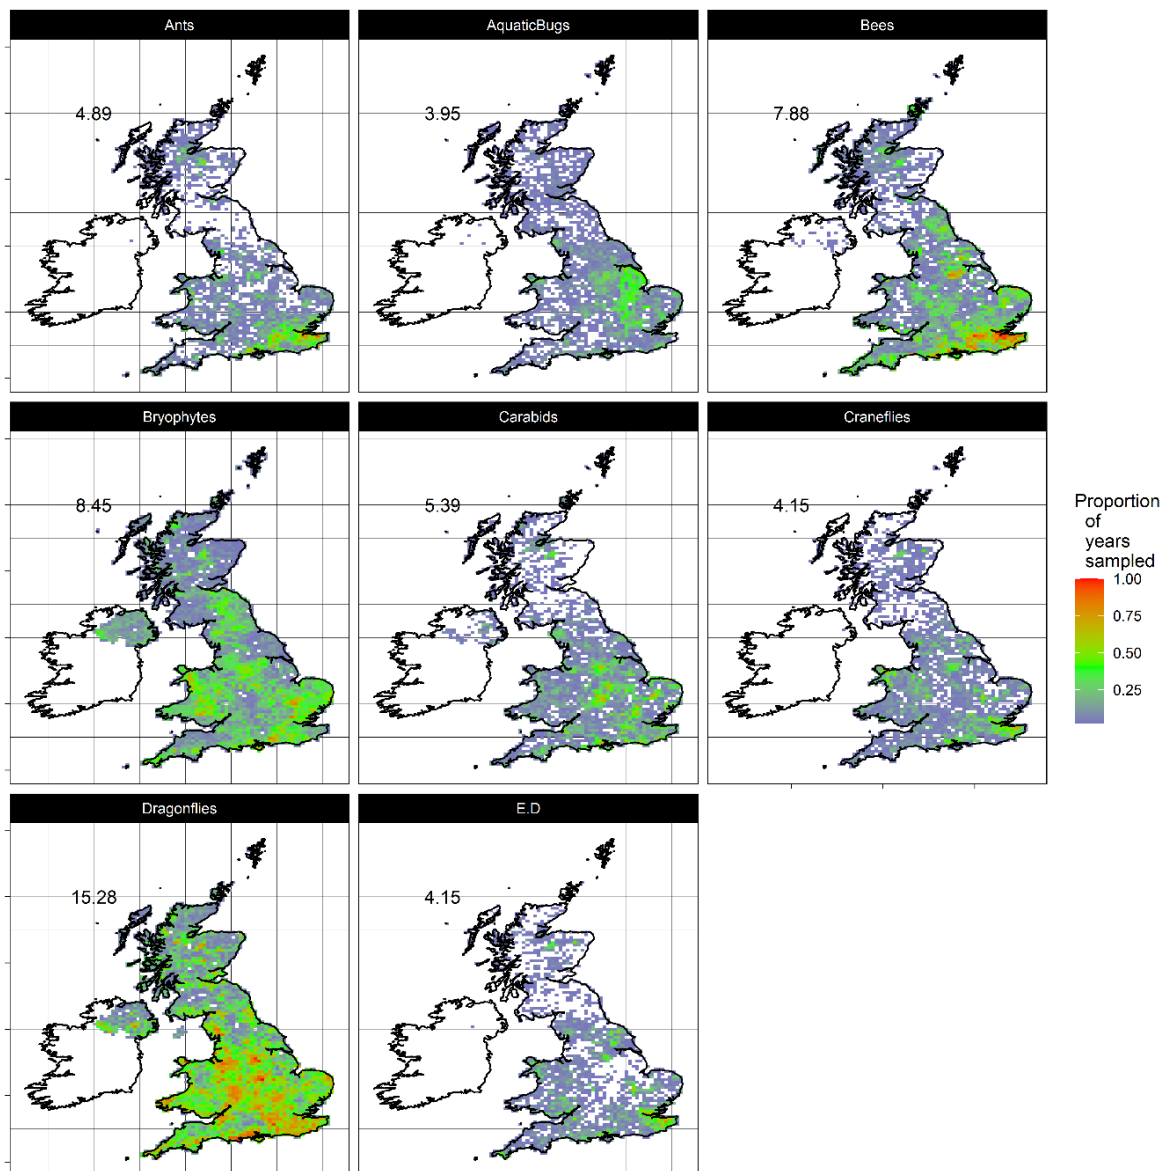 Ants
AquaticBugs
Bees
4.89
3.95
7.88
Bryophytes
Carabids
Craneflies
8.45
5.39
4.15
Proportion
of
years
sampled
1.00
0.75
0.50
0.25
Dragonflies
E.D
15.28
4.15